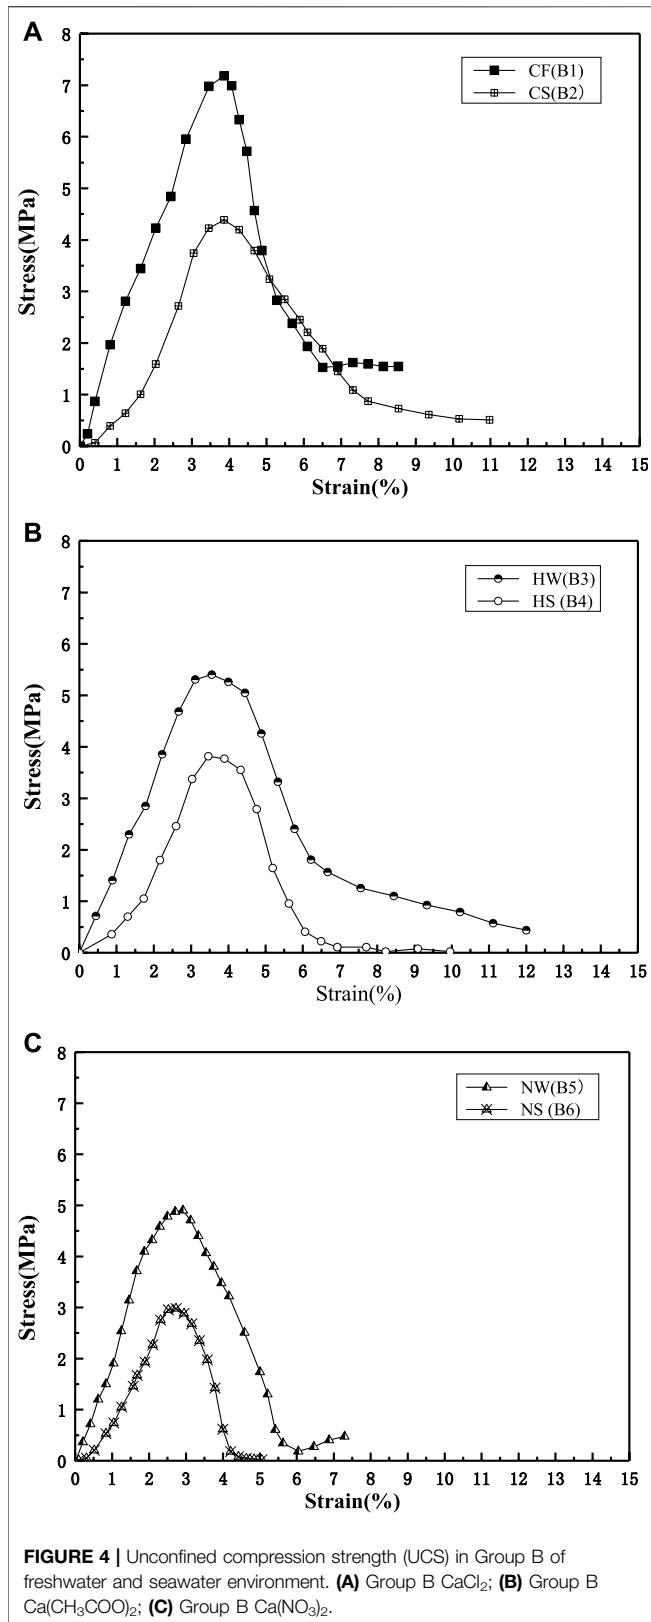 A
8
7
6
5
4
3
2
1
0
Stress(MPa)
CF(B1)
CS(B2)
0 1 2 3 4 5 6 7 8 9 10 11 12 13 14 15
Strain(%)
B
8
7
6
5
4
3
2
1
0
Stress(MPa)
HW(B3)
HS (B4)
0 1 2 3 4 5 6 7 8 9 10 11 12 13 14 15
Strain(%)
C
8
7
6
5
4
3
2
1
0
Stress(MPa)
NW(B5)
NS (B6)
0 1 2 3 4 5 6 7 8 9 10 11 12 13 14 15
Strain(%)
FIGURE 4 | Unconfined compression strength (UCS) in Group B of
freshwater and seawater environment. (A) Group B CaCl₂; (B) Group B
Ca(CH₃COO)₂; (C) Group B Ca(NO₃)₂.